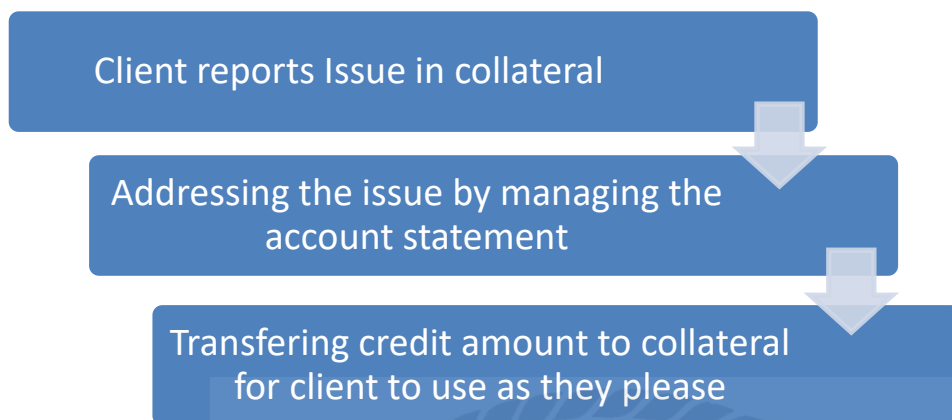 Client reports Issue in collateral
Addressing the issue by managing the
account statement
Transfering credit amount to collateral
for client to use as they please